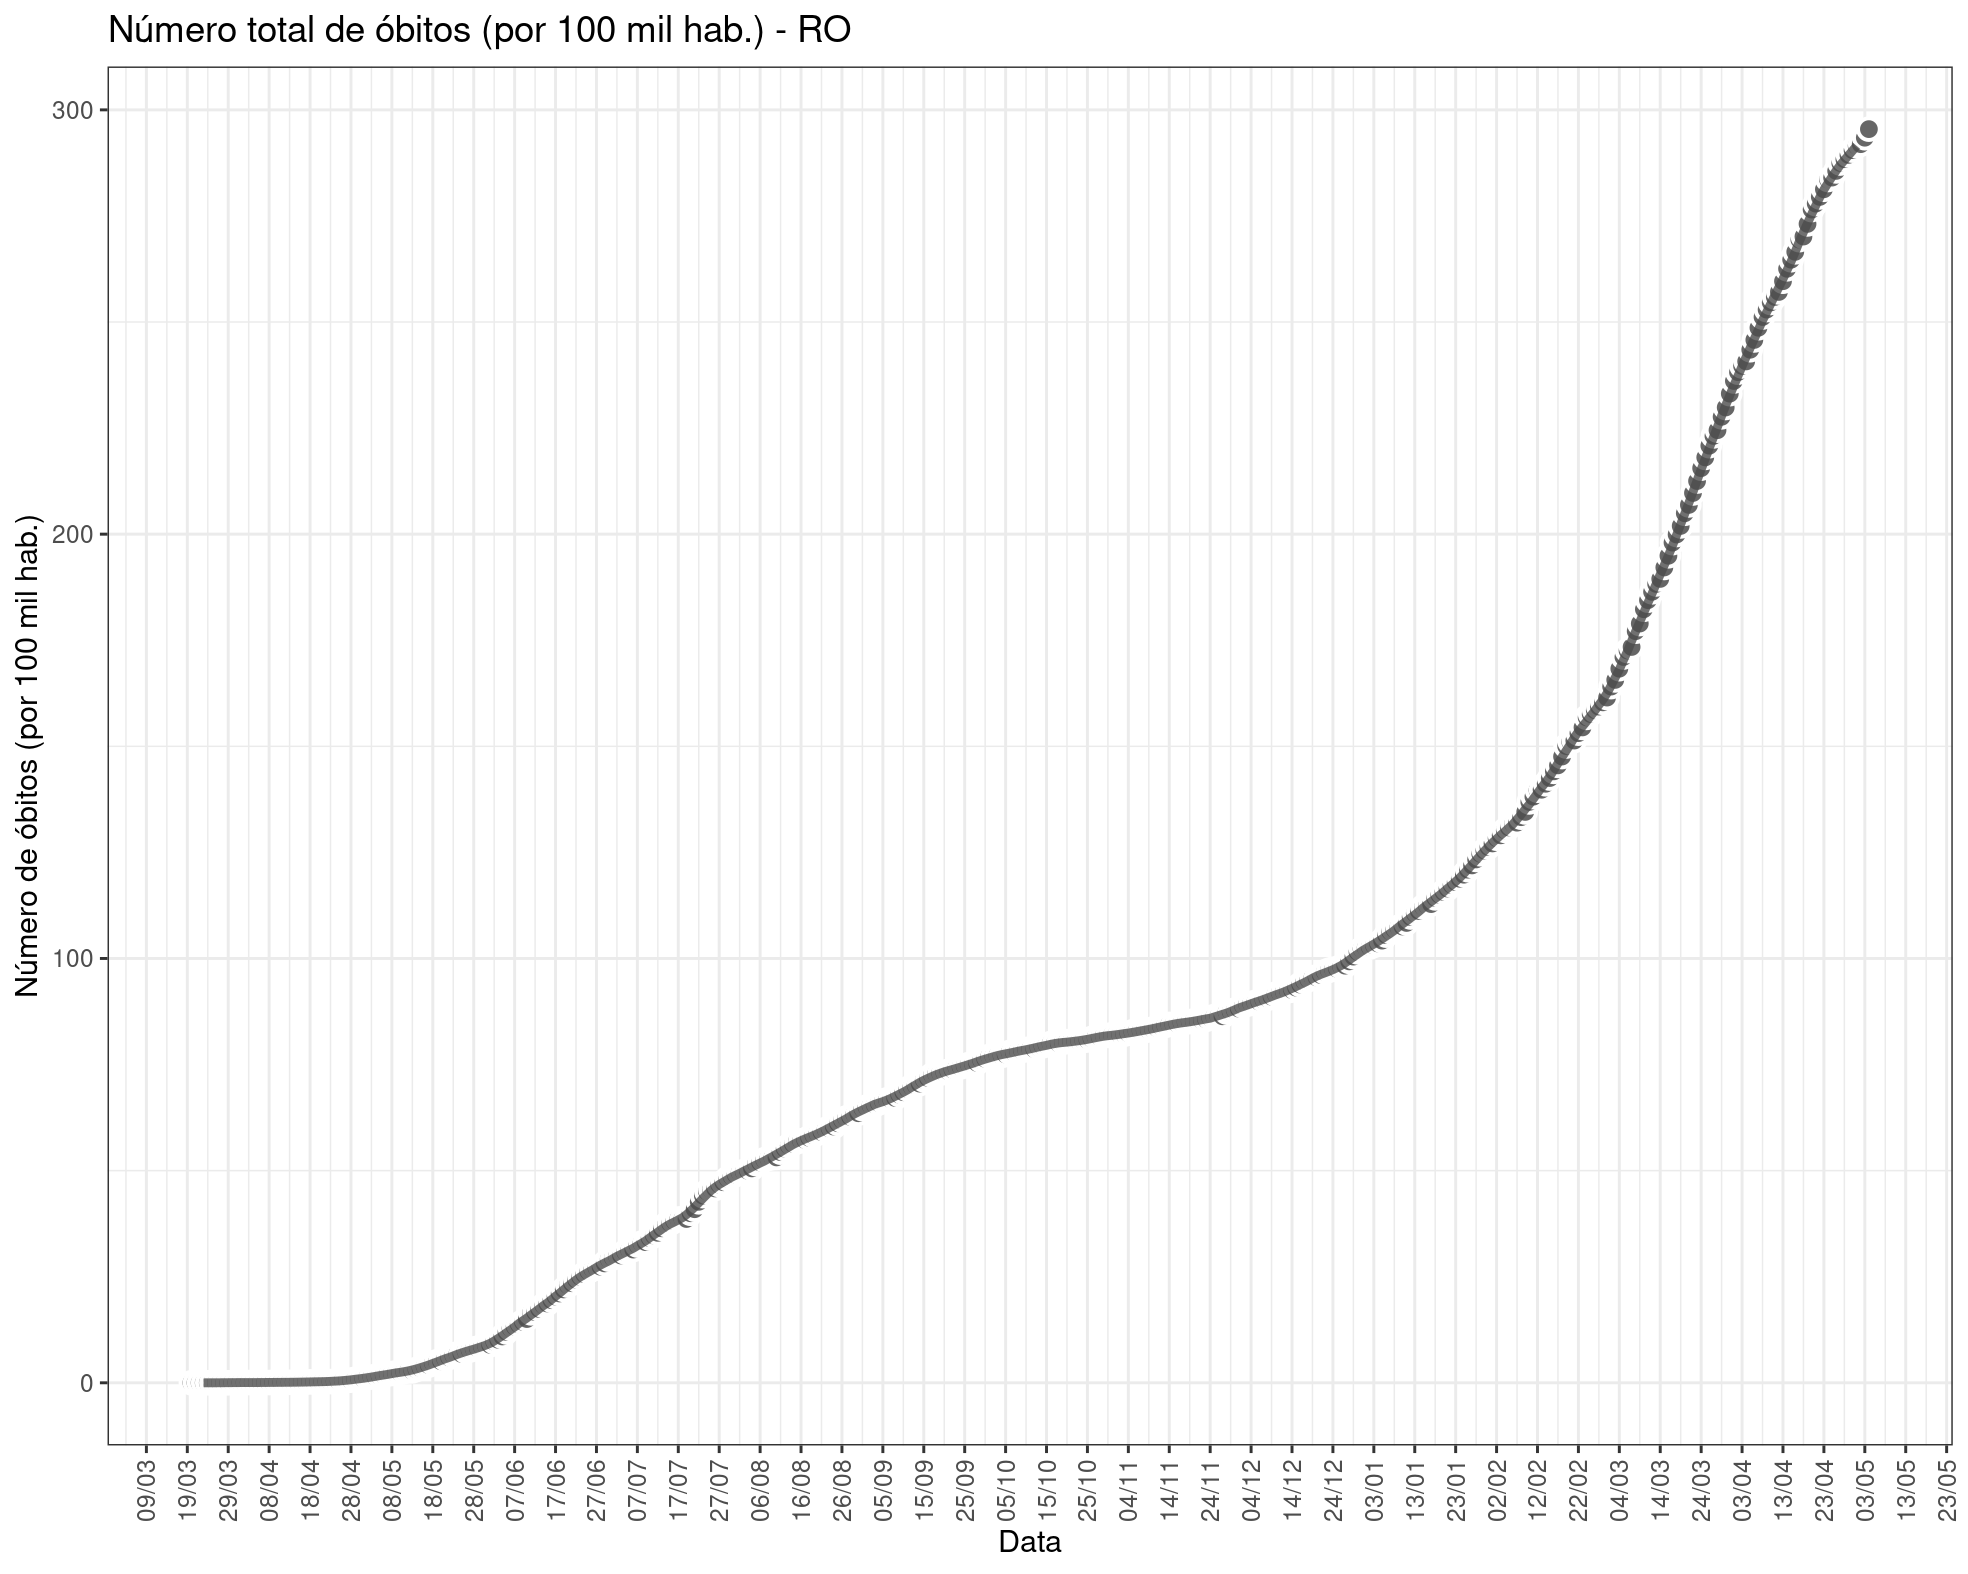 Número total de óbitos (por 100 mil hab.) - RO
Número de óbitos (por 100 mil hab.)
300
200
100
0
09/03 19/03 29/03 08/04 18/04 28/04 08/05 18/05 28/05 07/06 17/06 27/06 07/07 17/07 27/07 06/08 16/08 26/08 05/09 15/09 25/09 05/10 15/10 25/10 04/11 14/11 24/11 04/12 14/12 24/12 03/01 13/01 23/01 02/02 12/02 22/02 04/03 14/03 24/03 03/04 13/04 23/04 03/05 13/05 23/05
Data